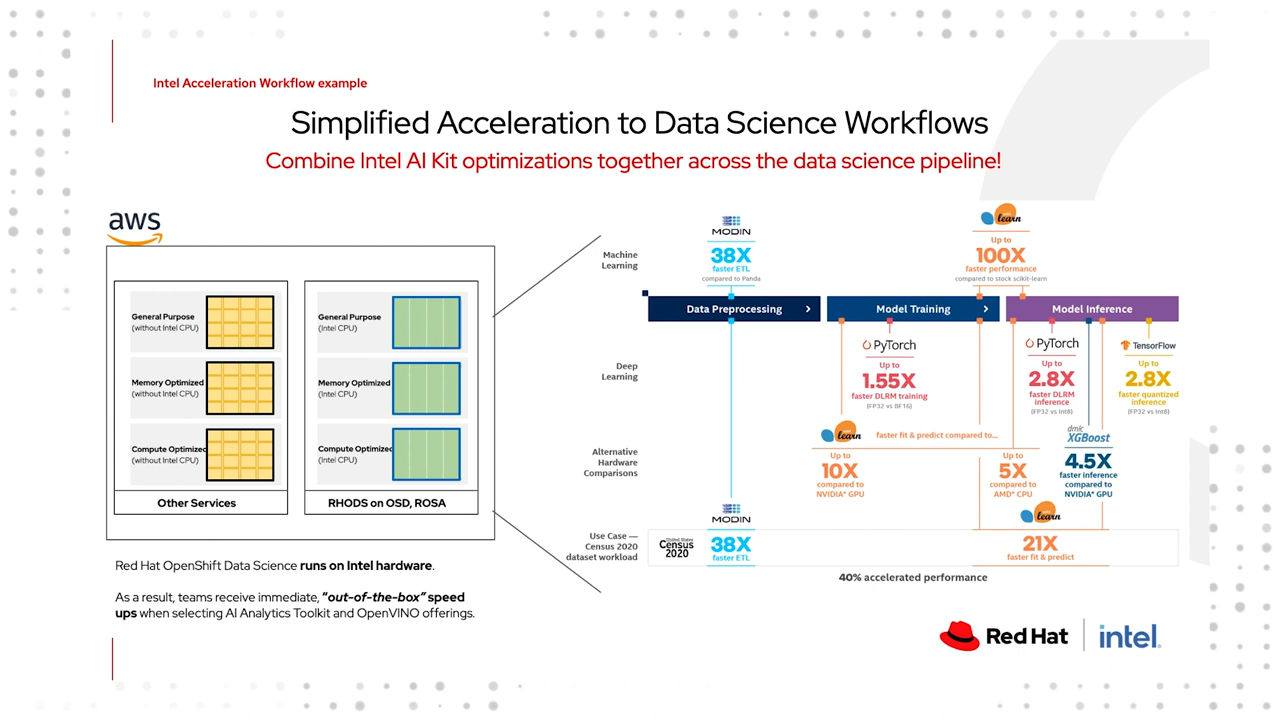 Intel Acceleration Workflow example
Simplified Acceleration to Data Science Workflows
Combine Intel AI Kit optimizations together across the data science pipeline!
aws
General Purpose
(without Intel CPU)
Memory Optimized
(without Intel CPU)
Compute Optimized
(without Intel CPU)
Other Services
General Purpose
(Intel CPU)
Memory Optimized
(Intel CPU)
Compute Optimized
(Intel CPU)
RHODS on OSD, ROSA
Red Hat OpenShift Data Science runs on Intel hardware.
As a result, teams receive immediate, "out-of-the-box" speed
ups when selecting AI Analytics Toolkit and OpenVINO offerings.
Machine
Learning
MODIN
38X
faster ETL
compared to Panda
learn
Up to
100X
faster performance
compared to stock scikit-learn
Data Preprocessing
Model Training
Model Inference
Deep
Learning
PyTorch
Up to
1.55X
faster DLRM training
(FP32 vs BF16)
PyTorch
Up to
2.8X
faster DLRM
inference
(FP32 vs Int8)
TensorFlow
Up to
2.8X
faster quantized
inference
(FP32 vs Int8)
Alternative
Hardware
Comparisons
learn
faster fit & predict compared to...
Up to
10X
compared to
NVIDIA* GPU
Up to
5X
compared to
AMD* CPU
dmlc
XGBoost
4.5X
faster inference
compared to
NVIDIA* GPU
Use Case —
Census 2020
dataset workload
United States
Census
2020
MODIN
38X
faster ETL
learn
21X
faster fit & predict
40% accelerated performance
Red Hat
intel.